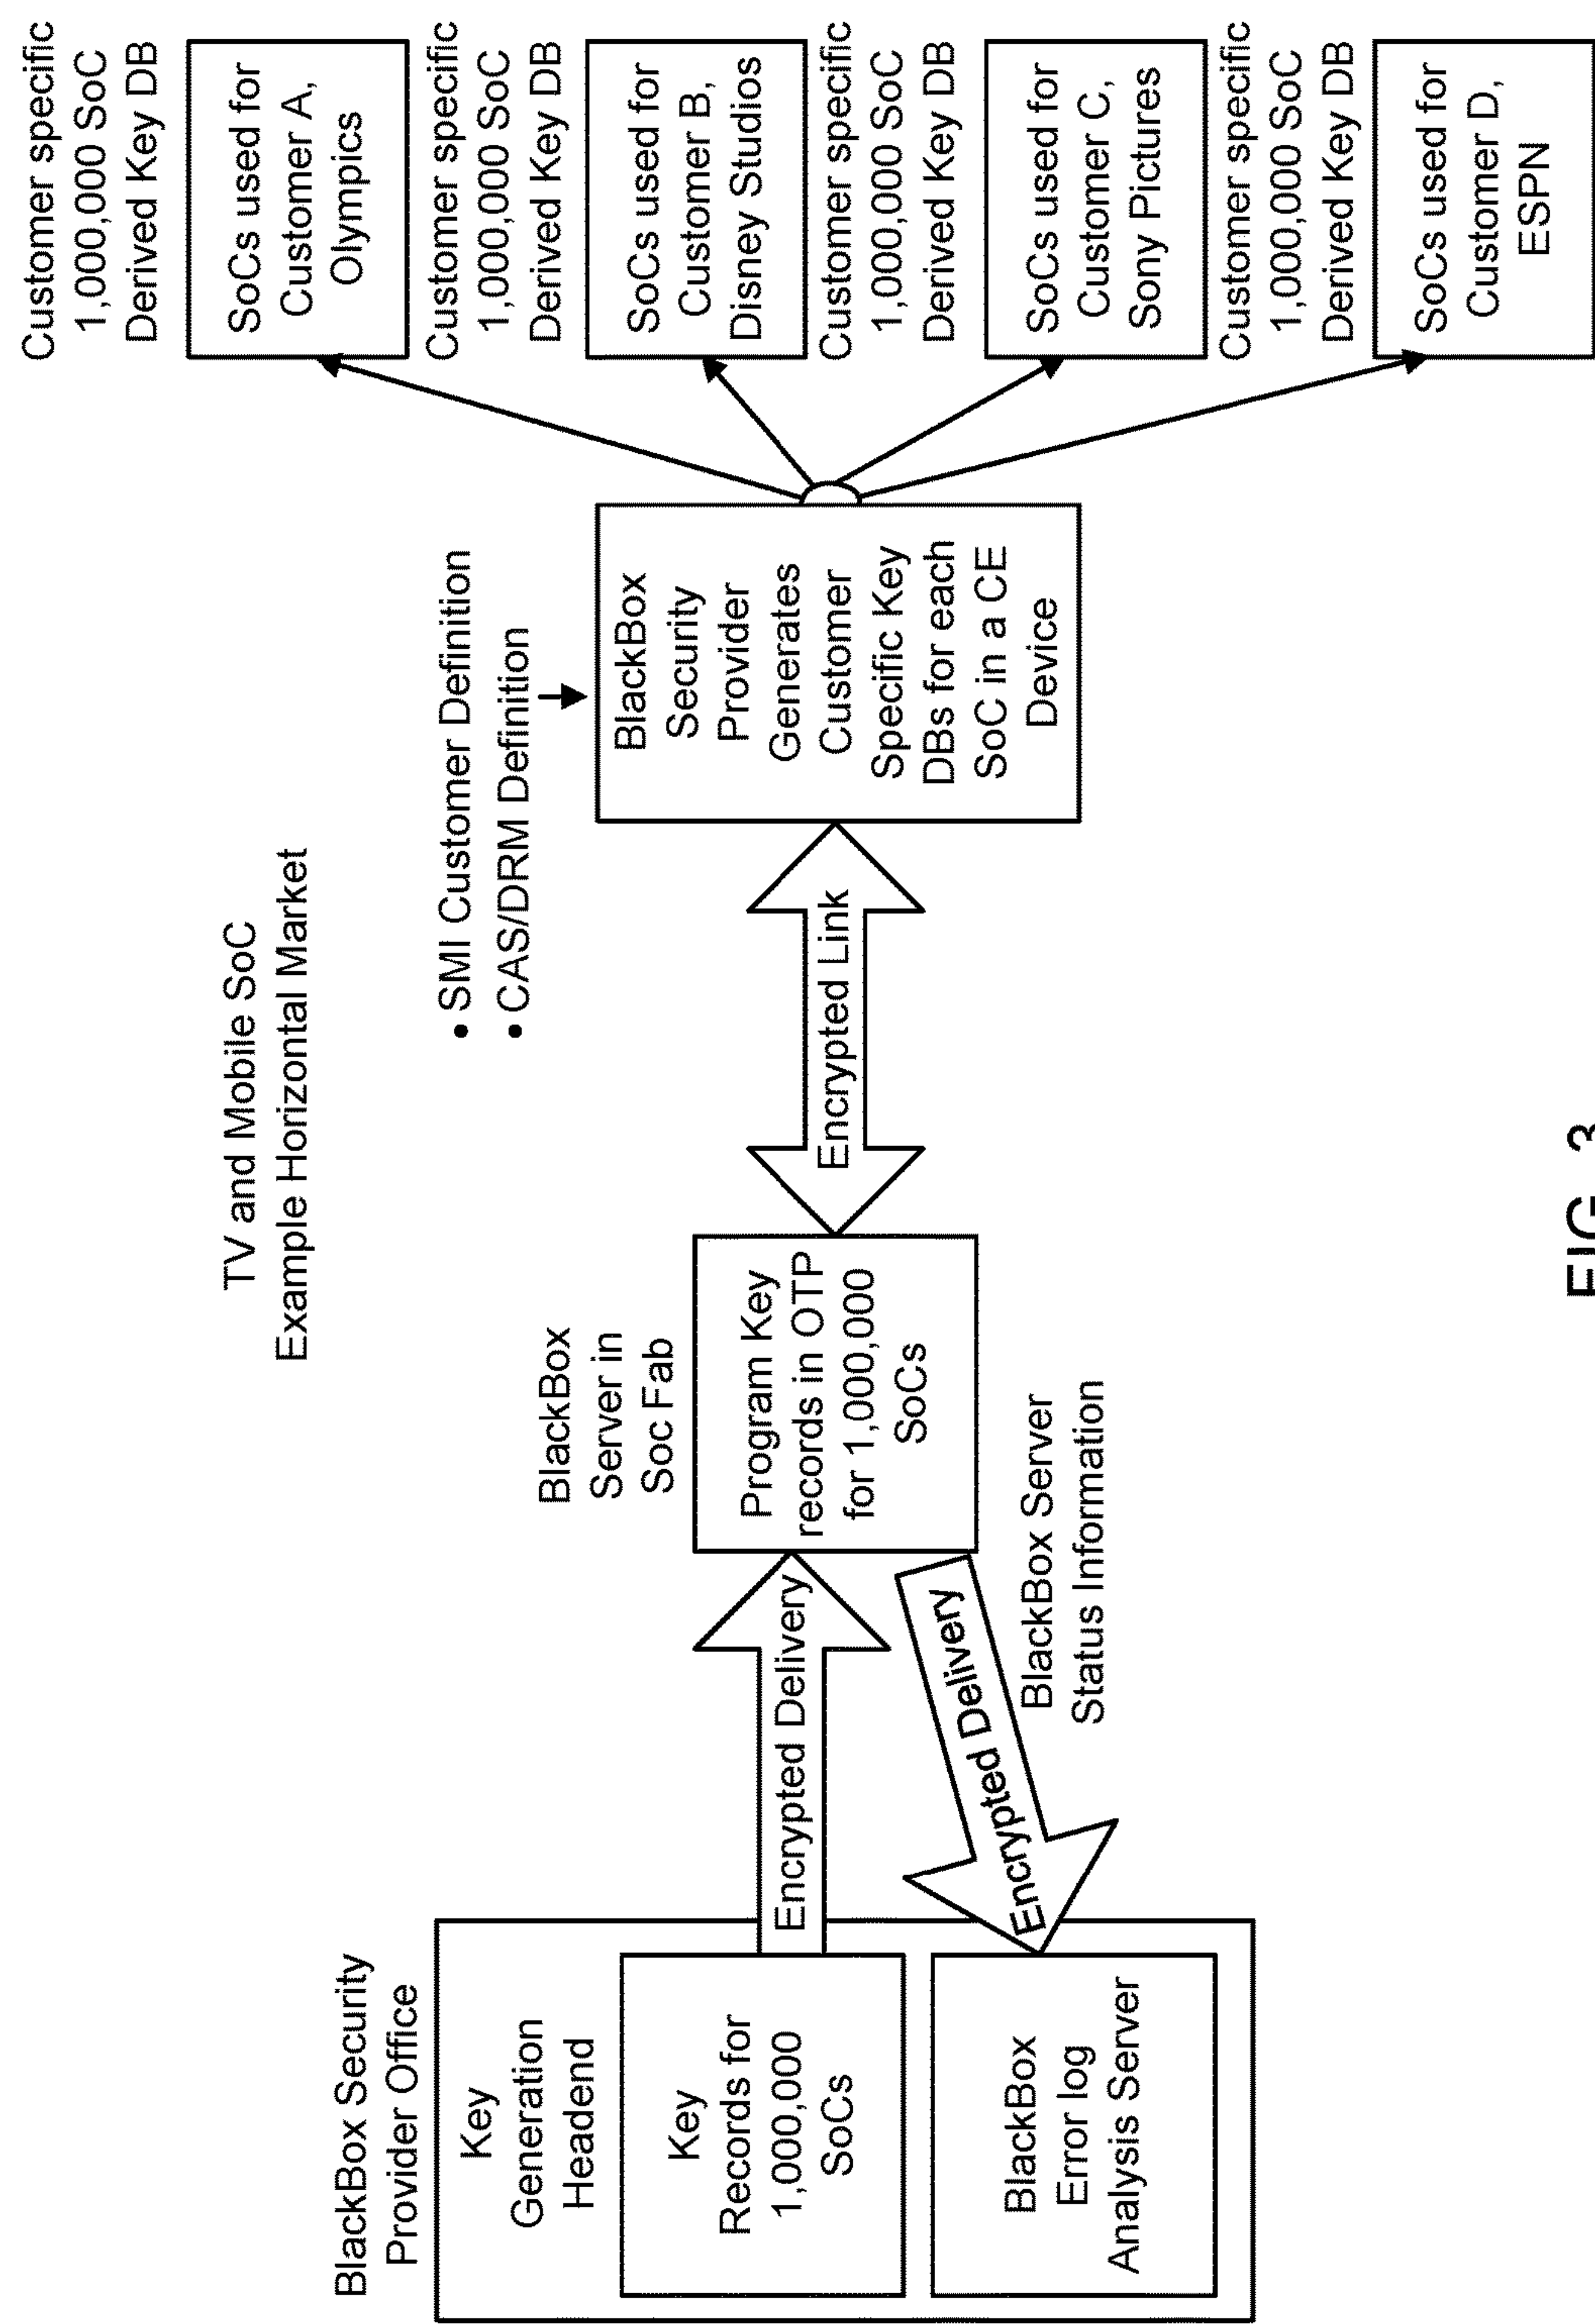 TV and Mobile SoC
Example Horizontal Market
BlackBox Security
Provider Office
Key
Generation
Headend
Key
Records for
1,000,000
SoCs
BlackBox
Error log
Analysis Server
Encrypted Delivery
Encrypted Delivery
BlackBox Server
Status Information
BlackBox
Server in
Soc Fab
Program Key
records in OTP
for 1,000,000
SoCs
Encrypted Link
• SMI Customer Definition
• CAS/DRM Definition
BlackBox
Security
Provider
Generates
Customer
Specific Key
DBs for each
SoC in a CE
Device
Customer specific
1,000,000 SoC
Derived Key DB
SoCs used for
Customer A,
Olympics
Customer specific
1,000,000 SoC
Derived Key DB
SoCs used for
Customer B,
Disney Studios
Customer specific
1,000,000 SoC
Derived Key DB
SoCs used for
Customer C,
Sony Pictures
Customer specific
1,000,000 SoC
Derived Key DB
SoCs used for
Customer D,
ESPN
FIG. 3